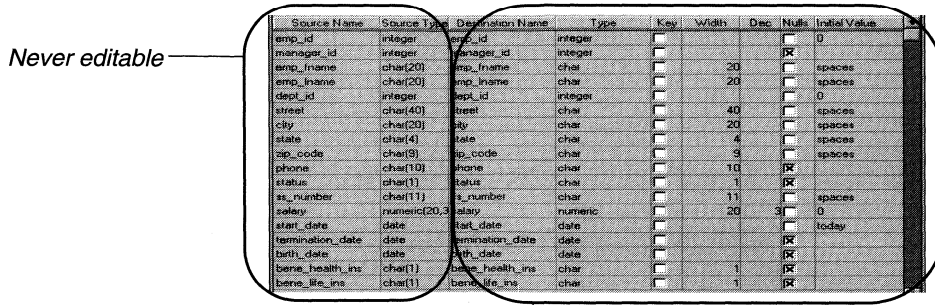 Never editable
Source Name Source Type Destination Name Type Key Width Dec Nulls Initial Value
emp_id integer emp_id integer 0
manager_id integer manager_id integer
emp_fname char(20) emp_fname char 20 spaces
emp_lname char(20) emp_lname char 20 spaces
dept_id integer dept_id integer 0
street char(40) street char 40 spaces
city char(20) city char 20 spaces
state char(4) state char 4 spaces
zip_code char(9) zip_code char 9 spaces
phone char(10) phone char 10
status char(1) status char 1
ss_number char(11) ss_number char 11 spaces
salary numeric(20,3 salary numeric 20 3 0
start_date date start_date date today
termination_date date termination_date date
birth_date date birth_date date
bene_health_ins char(1) bene_health_ins char 1
bene_life_ins char(1) bene_life_ins char 1